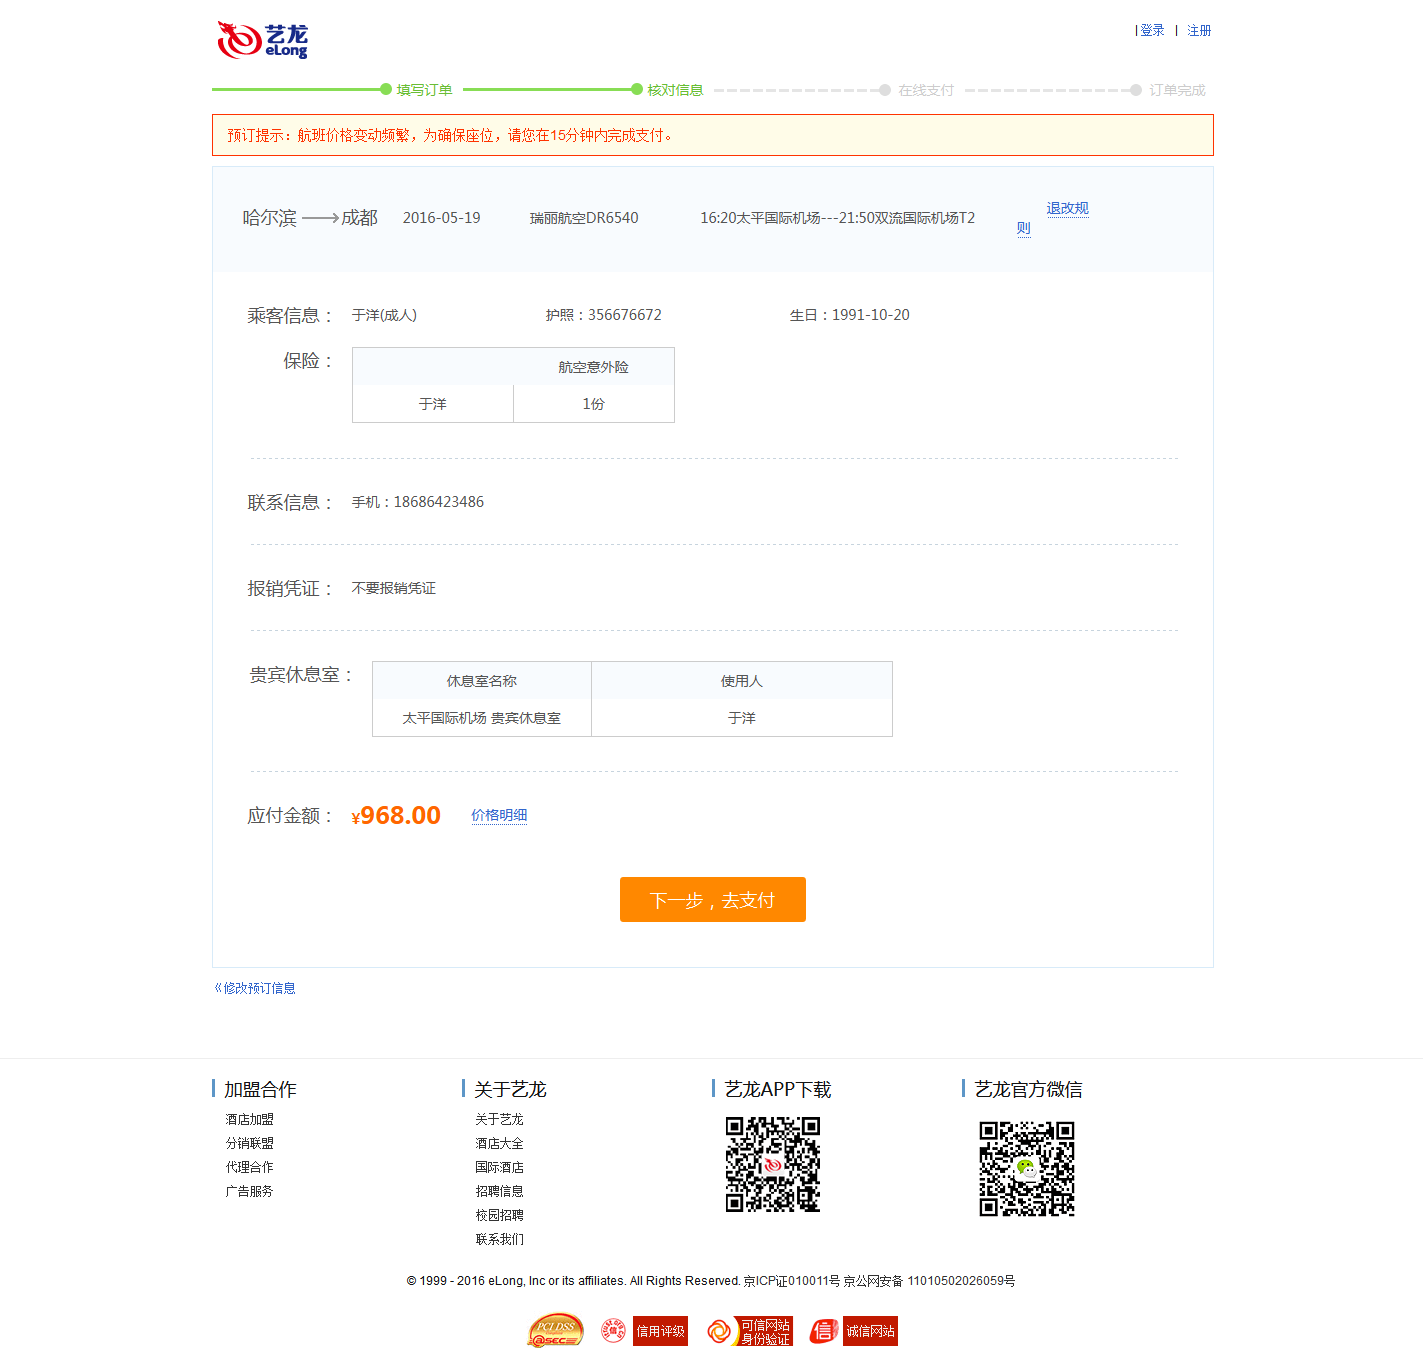 艺龙
eLong
| 登录 | 注册
填写订单 核对信息 在线支付 订单完成
预订提示：航班价格变动频繁，为确保座位，请您在15分钟内完成支付。
哈尔滨 成都 2016-05-19 瑞丽航空DR6540 16:20太平国际机场---21:50双流国际机场T2 退改规
则
乘客信息： 于洋(成人) 护照：356676672 生日：1991-10-20
保险： 航空意外险
于洋 1份
联系信息： 手机：18686423486
报销凭证： 不要报销凭证
贵宾休息室： 休息室名称 使用人
太平国际机场 贵宾休息室 于洋
应付金额： ¥968.00 价格明细
下一步，去支付
《修改预订信息
加盟合作 关于艺龙 艺龙APP下载 艺龙官方微信
酒店加盟 关于艺龙
分销联盟 酒店大全
代理合作 国际酒店
广告服务 招聘信息
校园招聘
联系我们
© 1999 - 2016 eLong, Inc or its affiliates. All Rights Reserved. 京ICP证010011号 京公网安备 11010502026059号
PCI DSS
@SEC
信 信用评级
可信网站
身份验证
信 诚信网站